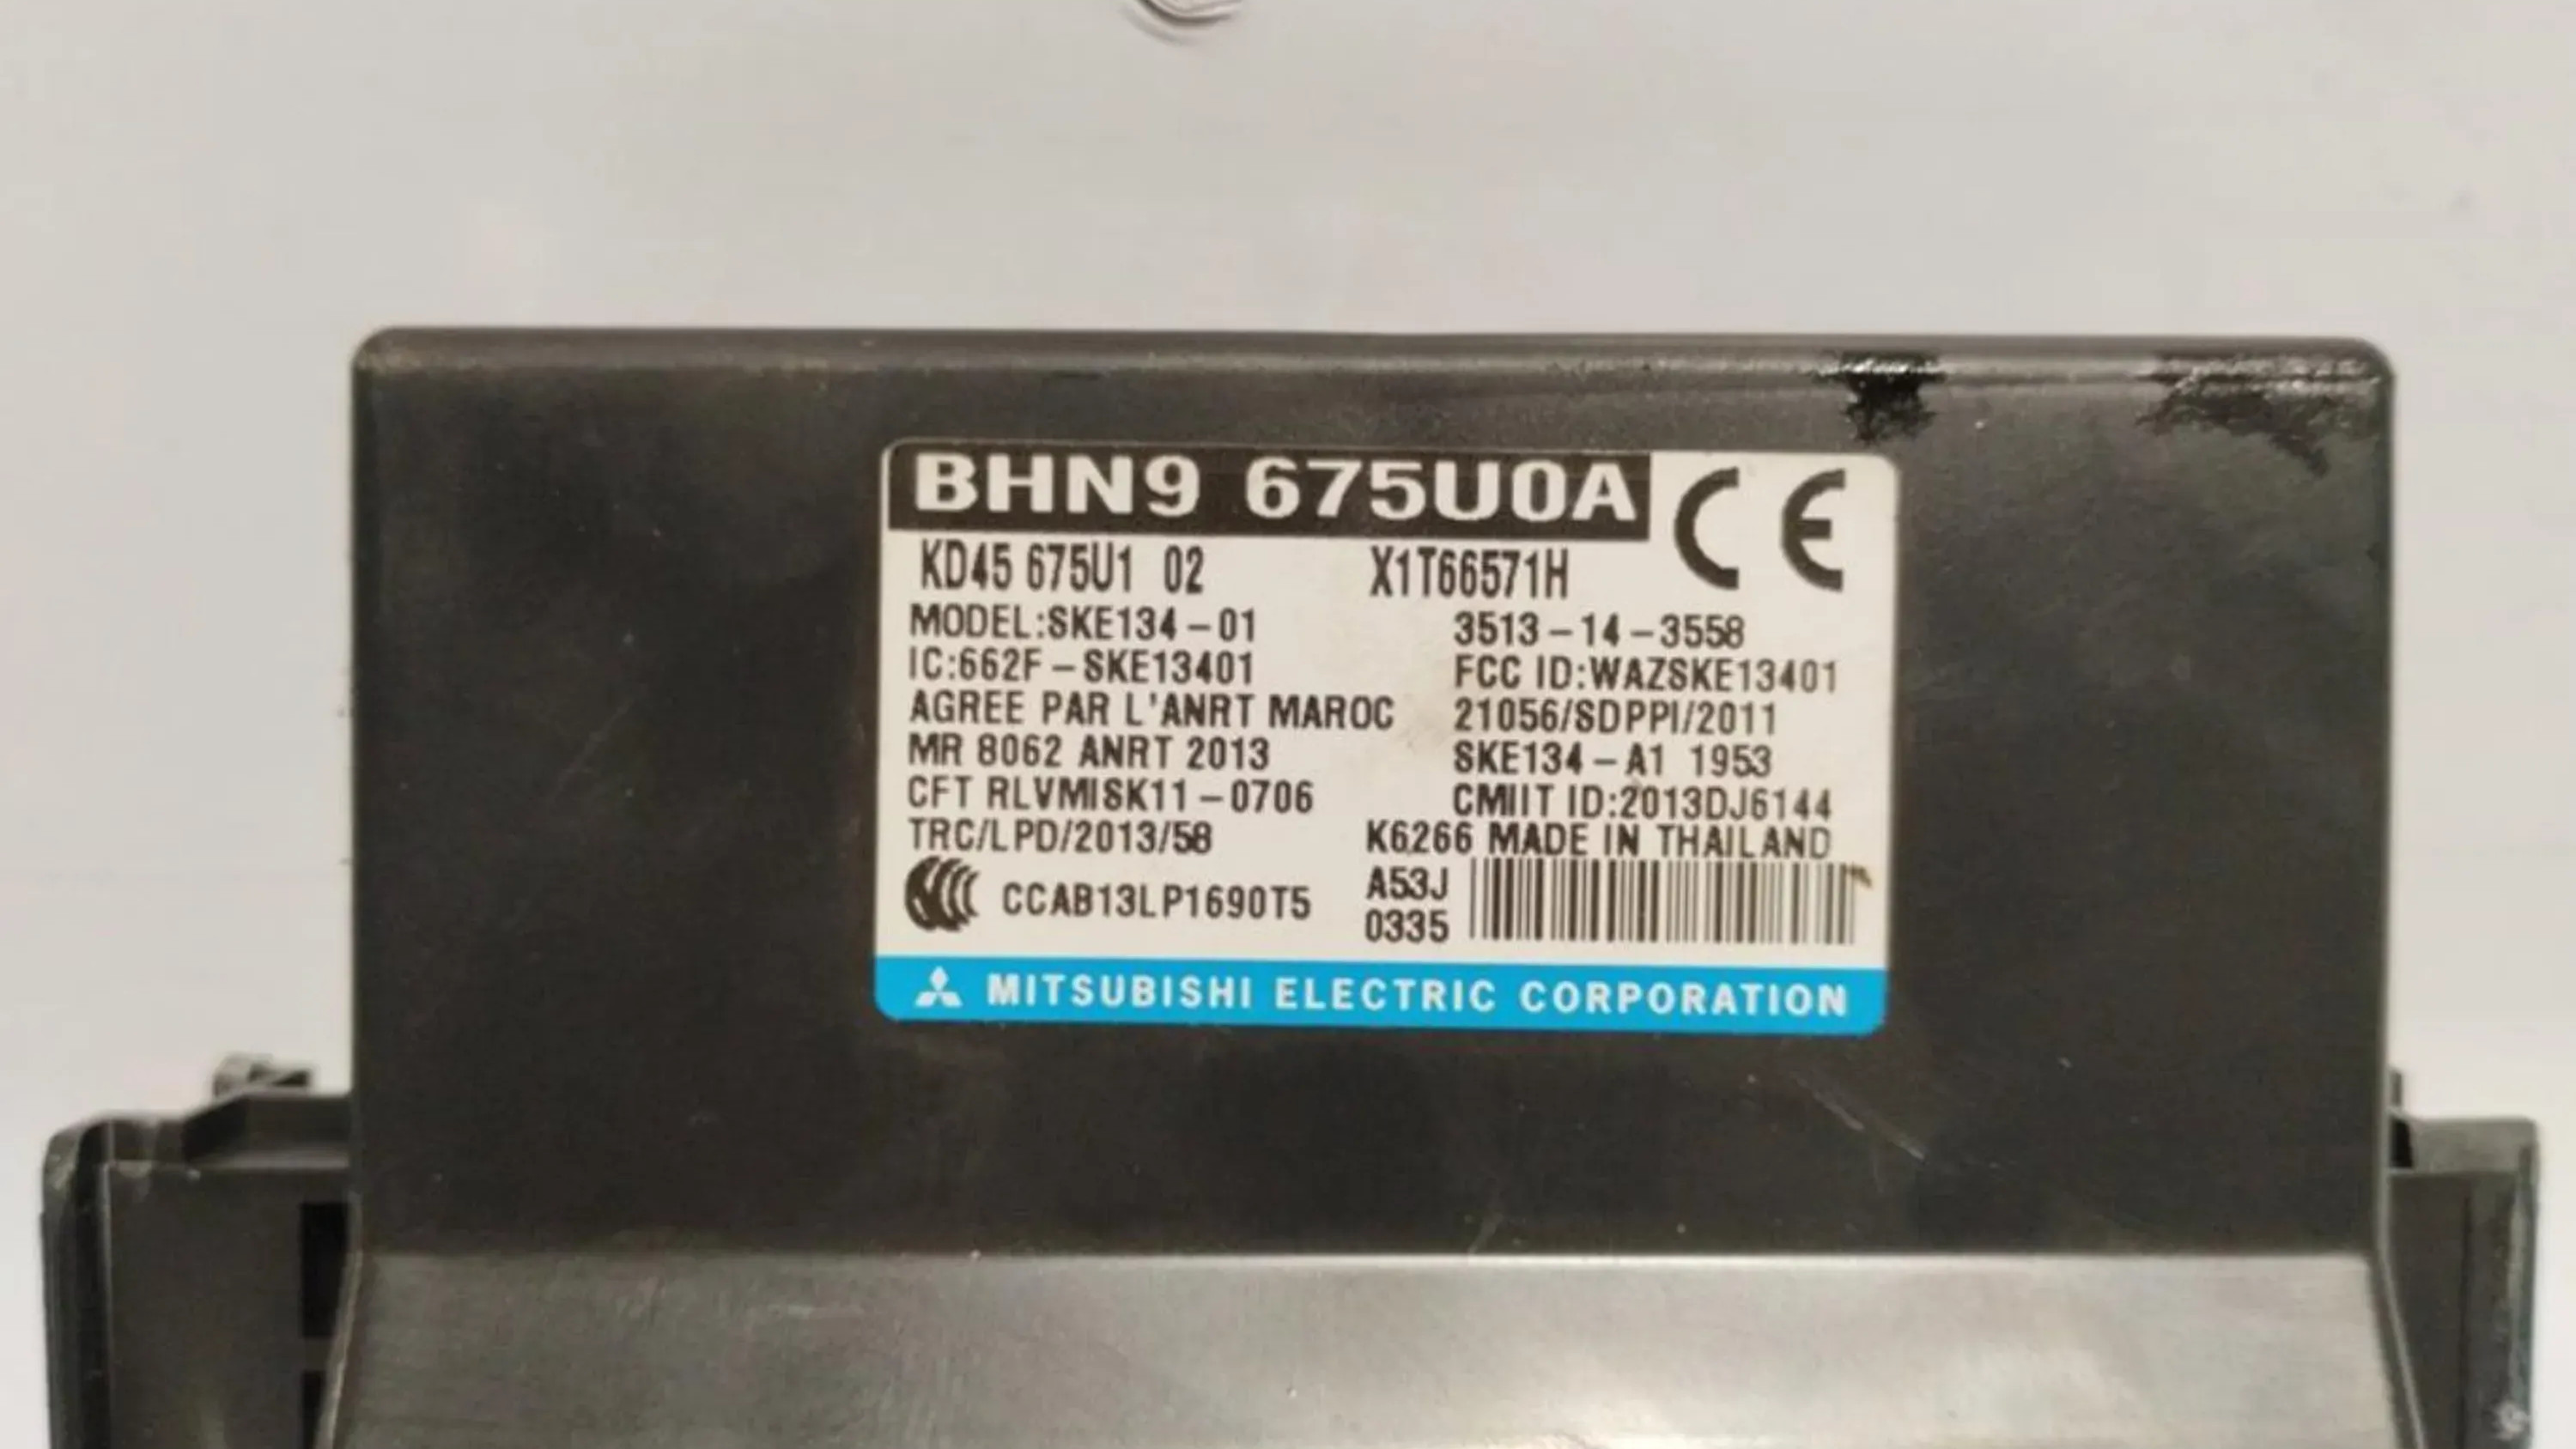 BHN9 675U0A
CE
KD45 675U1 02 X1T66571H
MODEL:SKE134-01 3513-14-3558
IC:662F-SKE13401 FCC ID:WAZSKE13401
AGREE PAR L'ANRT MAROC 21056/SDPPI/2011
MR 8062 ANRT 2013 SKE134-A1 1953
CFT RLVMISK11-0706 CMIIT ID:2013DJ6144
TRC/LPD/2013/58 K6266 MADE IN THAILAND
CCAB13LP1690T5 A53J
0335
MITSUBISHI ELECTRIC CORPORATION